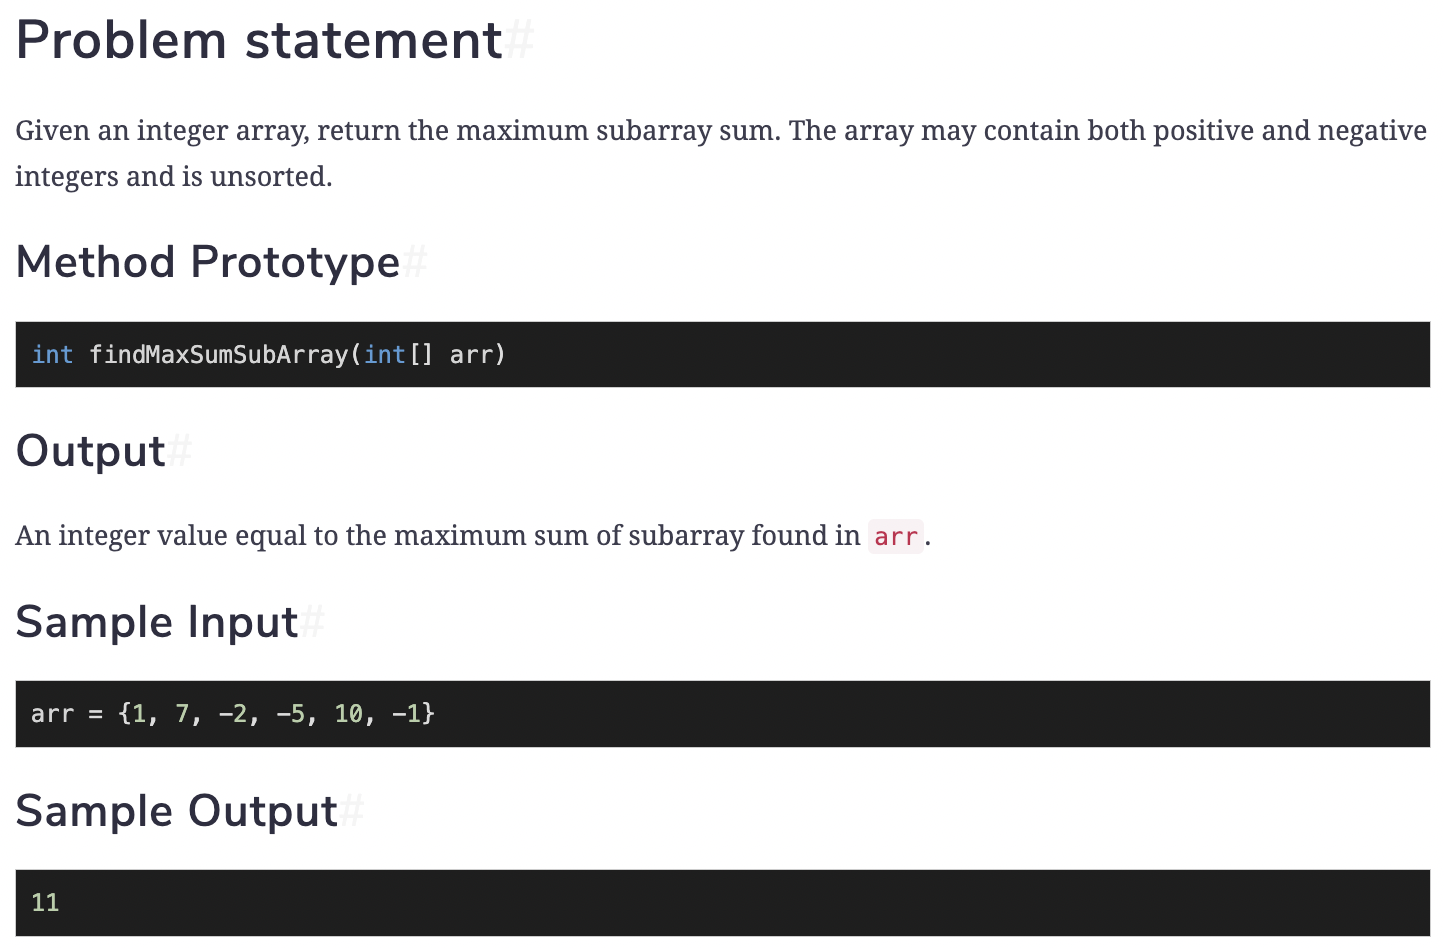 Problem statement#
Given an integer array, return the maximum subarray sum. The array may contain both positive and negative
integers and is unsorted.
Method Prototype#
int findMaxSumSubArray(int[] arr)
Output#
An integer value equal to the maximum sum of subarray found in arr.
Sample Input#
arr = {1, 7, −2, −5, 10, −1}
Sample Output#
11